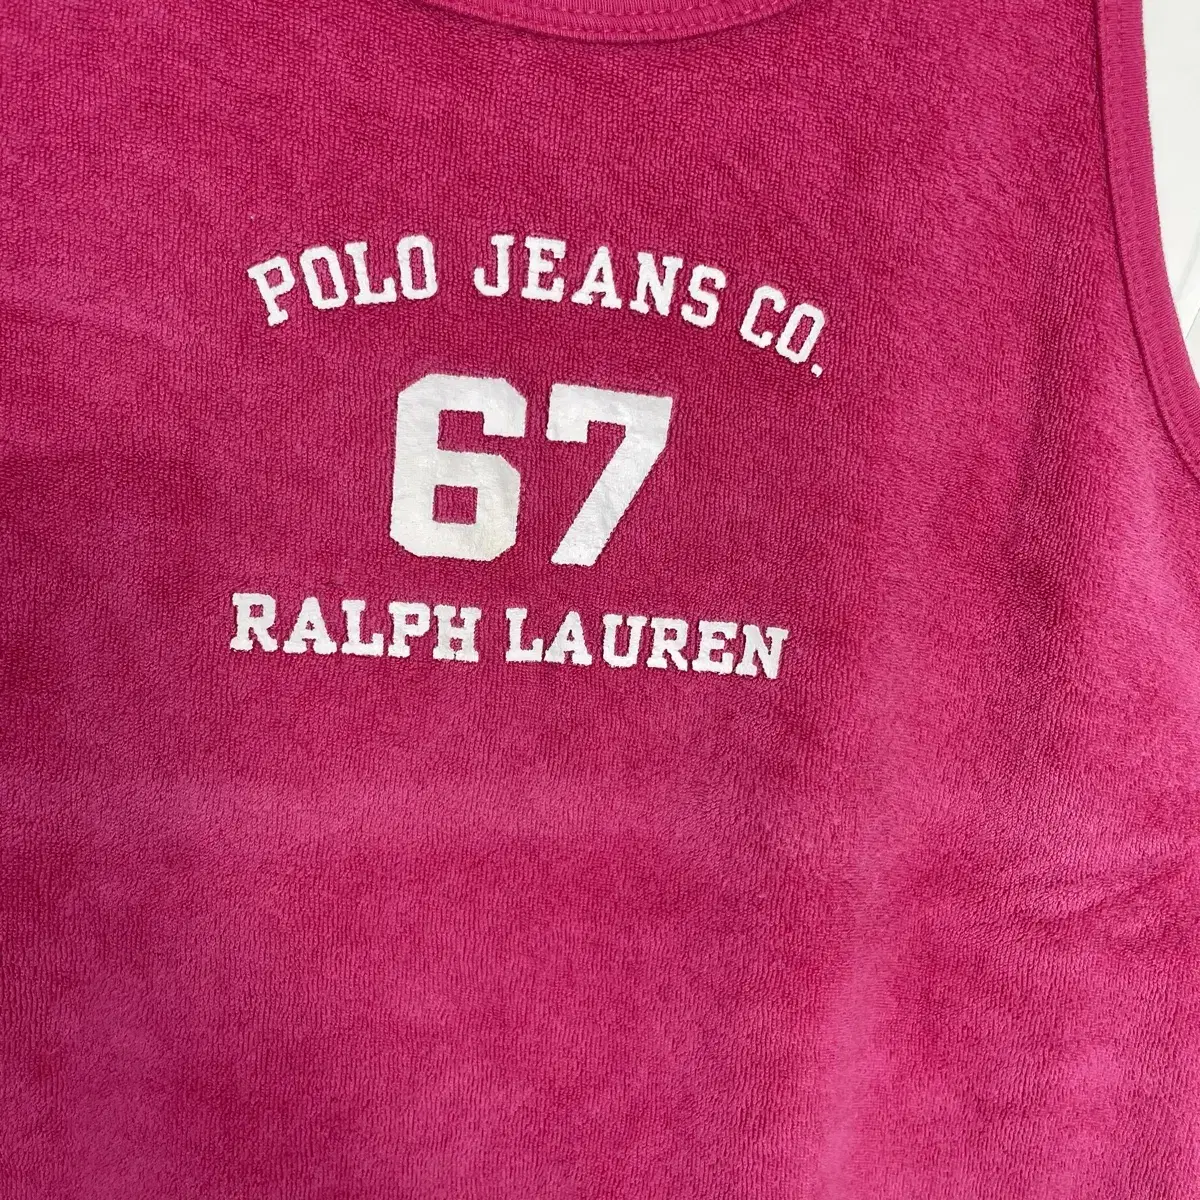 POLO JEANS CO.
67
RALPH LAUREN